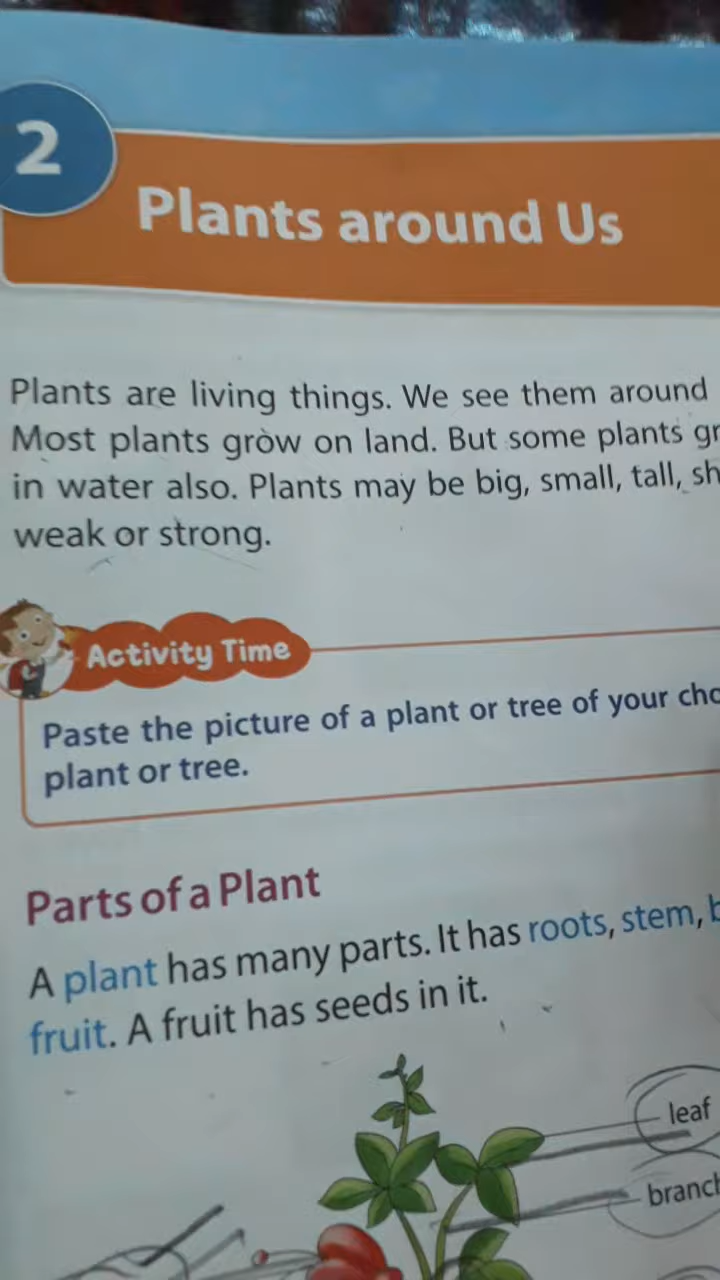 2
Plants around Us
Plants are living things. We see them around
Most plants grow on land. But some plants
in water also. Plants may be big, small, tall,
weak or strong.
Activity Time
Paste the picture of a plant or tree of your
plant or tree.
Parts of a Plant
A plant has many parts. It has roots, stem,
fruit. A fruit has seeds in it.
leaf
branch